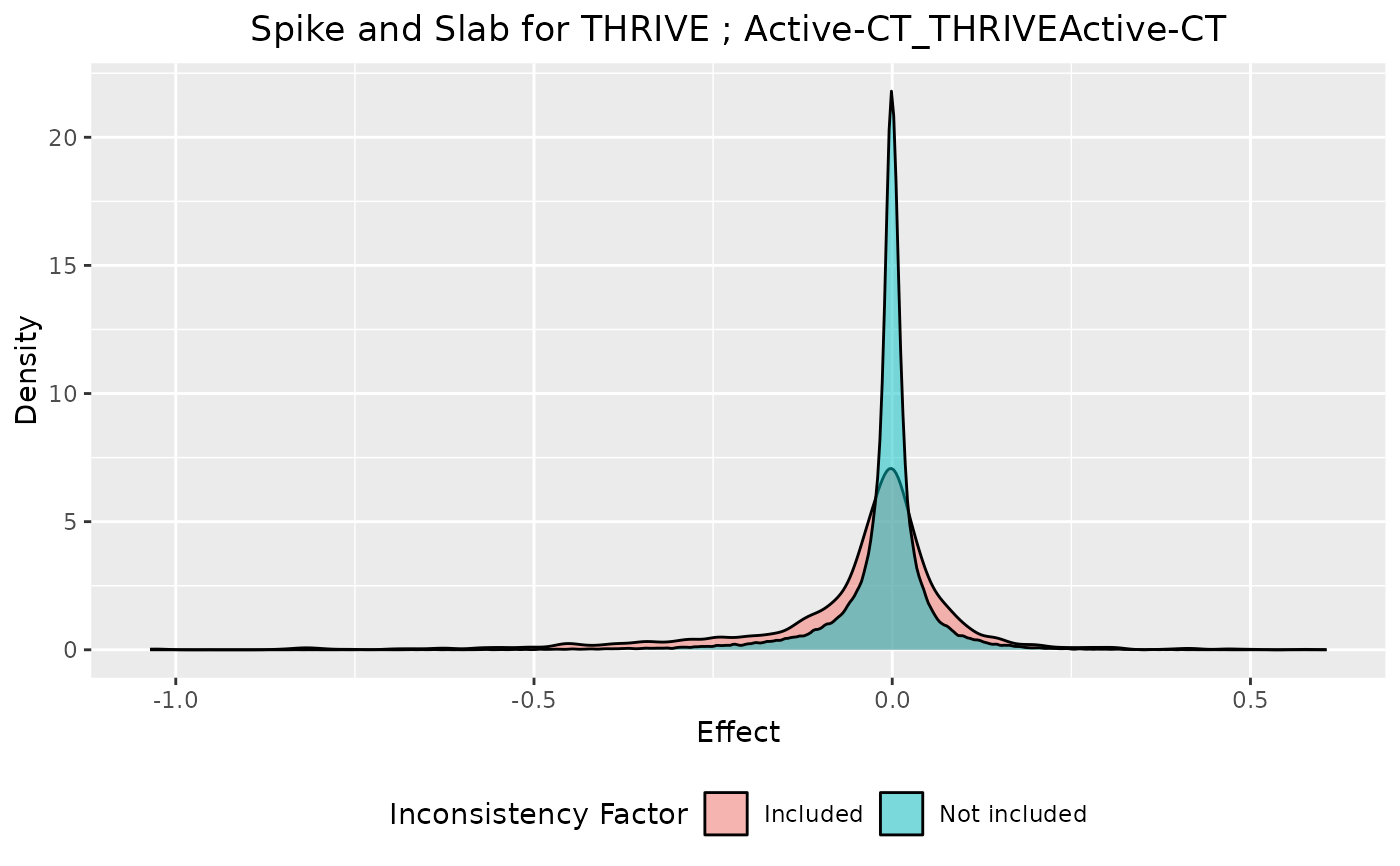 Spike and Slab for THRIVE ; Active-CT_THRIVEActive-CT
20
15
10
5
0
Density
-1.0 -0.5 0.0 0.5
Effect
Inconsistency Factor Included Not included